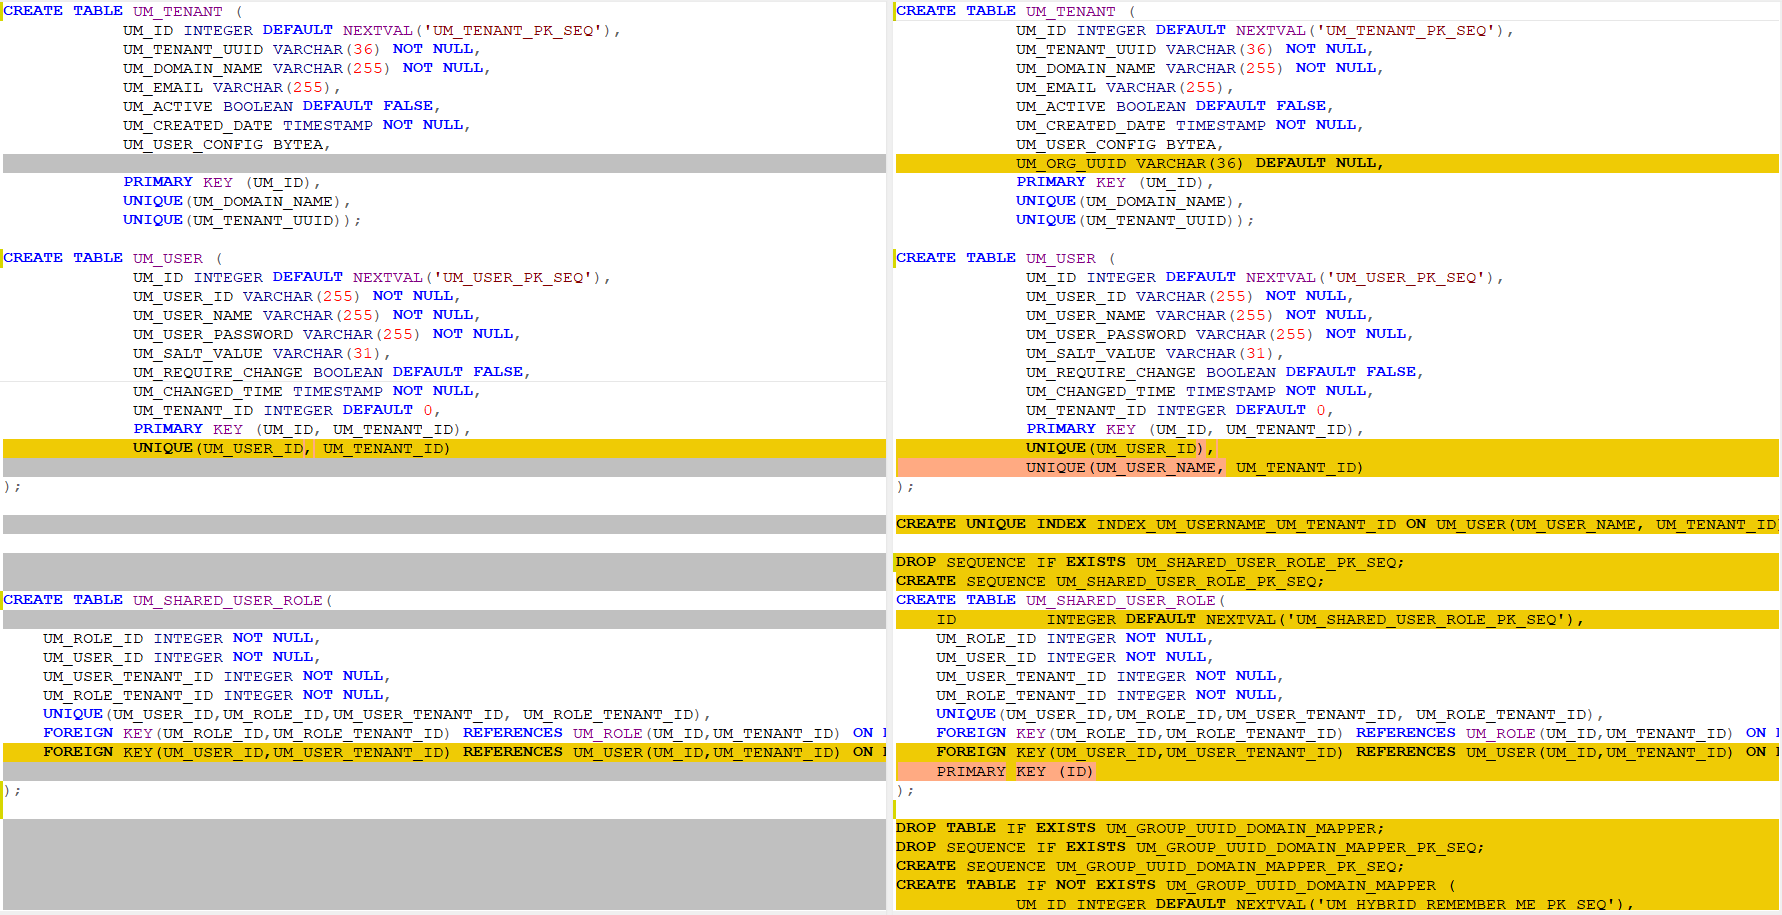 CREATE TABLE UM_TENANT (
UM_ID INTEGER DEFAULT NEXTVAL('UM_TENANT_PK_SEQ'),
UM_TENANT_UUID VARCHAR(36) NOT NULL,
UM_DOMAIN_NAME VARCHAR(255) NOT NULL,
UM_EMAIL VARCHAR(255),
UM_ACTIVE BOOLEAN DEFAULT FALSE,
UM_CREATED_DATE TIMESTAMP NOT NULL,
UM_USER_CONFIG BYTEA,
PRIMARY KEY (UM_ID),
UNIQUE(UM_DOMAIN_NAME),
UNIQUE(UM_TENANT_UUID));
CREATE TABLE UM_USER (
UM_ID INTEGER DEFAULT NEXTVAL('UM_USER_PK_SEQ'),
UM_USER_ID VARCHAR(255) NOT NULL,
UM_USER_NAME VARCHAR(255) NOT NULL,
UM_USER_PASSWORD VARCHAR(255) NOT NULL,
UM_SALT_VALUE VARCHAR(31),
UM_REQUIRE_CHANGE BOOLEAN DEFAULT FALSE,
UM_CHANGED_TIME TIMESTAMP NOT NULL,
UM_TENANT_ID INTEGER DEFAULT 0,
PRIMARY KEY (UM_ID, UM_TENANT_ID),
UNIQUE(UM_USER_ID, UM_TENANT_ID)
);
CREATE TABLE UM_SHARED_USER_ROLE(
UM_ROLE_ID INTEGER NOT NULL,
UM_USER_ID INTEGER NOT NULL,
UM_USER_TENANT_ID INTEGER NOT NULL,
UM_ROLE_TENANT_ID INTEGER NOT NULL,
UNIQUE(UM_USER_ID,UM_ROLE_ID,UM_USER_TENANT_ID, UM_ROLE_TENANT_ID),
FOREIGN KEY(UM_ROLE_ID,UM_ROLE_TENANT_ID) REFERENCES UM_ROLE(UM_ID,UM_TENANT_ID) ON
FOREIGN KEY(UM_USER_ID,UM_USER_TENANT_ID) REFERENCES UM_USER(UM_ID,UM_TENANT_ID) ON
);
CREATE TABLE UM_TENANT (
UM_ID INTEGER DEFAULT NEXTVAL('UM_TENANT_PK_SEQ'),
UM_TENANT_UUID VARCHAR(36) NOT NULL,
UM_DOMAIN_NAME VARCHAR(255) NOT NULL,
UM_EMAIL VARCHAR(255),
UM_ACTIVE BOOLEAN DEFAULT FALSE,
UM_CREATED_DATE TIMESTAMP NOT NULL,
UM_USER_CONFIG BYTEA,
UM_ORG_UUID VARCHAR(36) DEFAULT NULL,
PRIMARY KEY (UM_ID),
UNIQUE(UM_DOMAIN_NAME),
UNIQUE(UM_TENANT_UUID));
CREATE TABLE UM_USER (
UM_ID INTEGER DEFAULT NEXTVAL('UM_USER_PK_SEQ'),
UM_USER_ID VARCHAR(255) NOT NULL,
UM_USER_NAME VARCHAR(255) NOT NULL,
UM_USER_PASSWORD VARCHAR(255) NOT NULL,
UM_SALT_VALUE VARCHAR(31),
UM_REQUIRE_CHANGE BOOLEAN DEFAULT FALSE,
UM_CHANGED_TIME TIMESTAMP NOT NULL,
UM_TENANT_ID INTEGER DEFAULT 0,
PRIMARY KEY (UM_ID, UM_TENANT_ID),
UNIQUE(UM_USER_ID),
UNIQUE(UM_USER_NAME, UM_TENANT_ID)
);
CREATE UNIQUE INDEX INDEX_UM_USERNAME_UM_TENANT_ID ON UM_USER(UM_USER_NAME, UM_TENANT_ID
DROP SEQUENCE IF EXISTS UM_SHARED_USER_ROLE_PK_SEQ;
CREATE SEQUENCE UM_SHARED_USER_ROLE_PK_SEQ;
CREATE TABLE UM_SHARED_USER_ROLE(
ID INTEGER DEFAULT NEXTVAL('UM_SHARED_USER_ROLE_PK_SEQ'),
UM_ROLE_ID INTEGER NOT NULL,
UM_USER_ID INTEGER NOT NULL,
UM_USER_TENANT_ID INTEGER NOT NULL,
UM_ROLE_TENANT_ID INTEGER NOT NULL,
UNIQUE(UM_USER_ID,UM_ROLE_ID,UM_USER_TENANT_ID, UM_ROLE_TENANT_ID),
FOREIGN KEY(UM_ROLE_ID,UM_ROLE_TENANT_ID) REFERENCES UM_ROLE(UM_ID,UM_TENANT_ID) ON
FOREIGN KEY(UM_USER_ID,UM_USER_TENANT_ID) REFERENCES UM_USER(UM_ID,UM_TENANT_ID) ON
PRIMARY KEY (ID)
);
DROP TABLE IF EXISTS UM_GROUP_UUID_DOMAIN_MAPPER;
DROP SEQUENCE IF EXISTS UM_GROUP_UUID_DOMAIN_MAPPER_PK_SEQ;
CREATE SEQUENCE UM_GROUP_UUID_DOMAIN_MAPPER_PK_SEQ;
CREATE TABLE IF NOT EXISTS UM_GROUP_UUID_DOMAIN_MAPPER (
UM_ID INTEGER DEFAULT NEXTVAL('UM_HYBRID_REMEMBER_ME_PK_SEQ'),